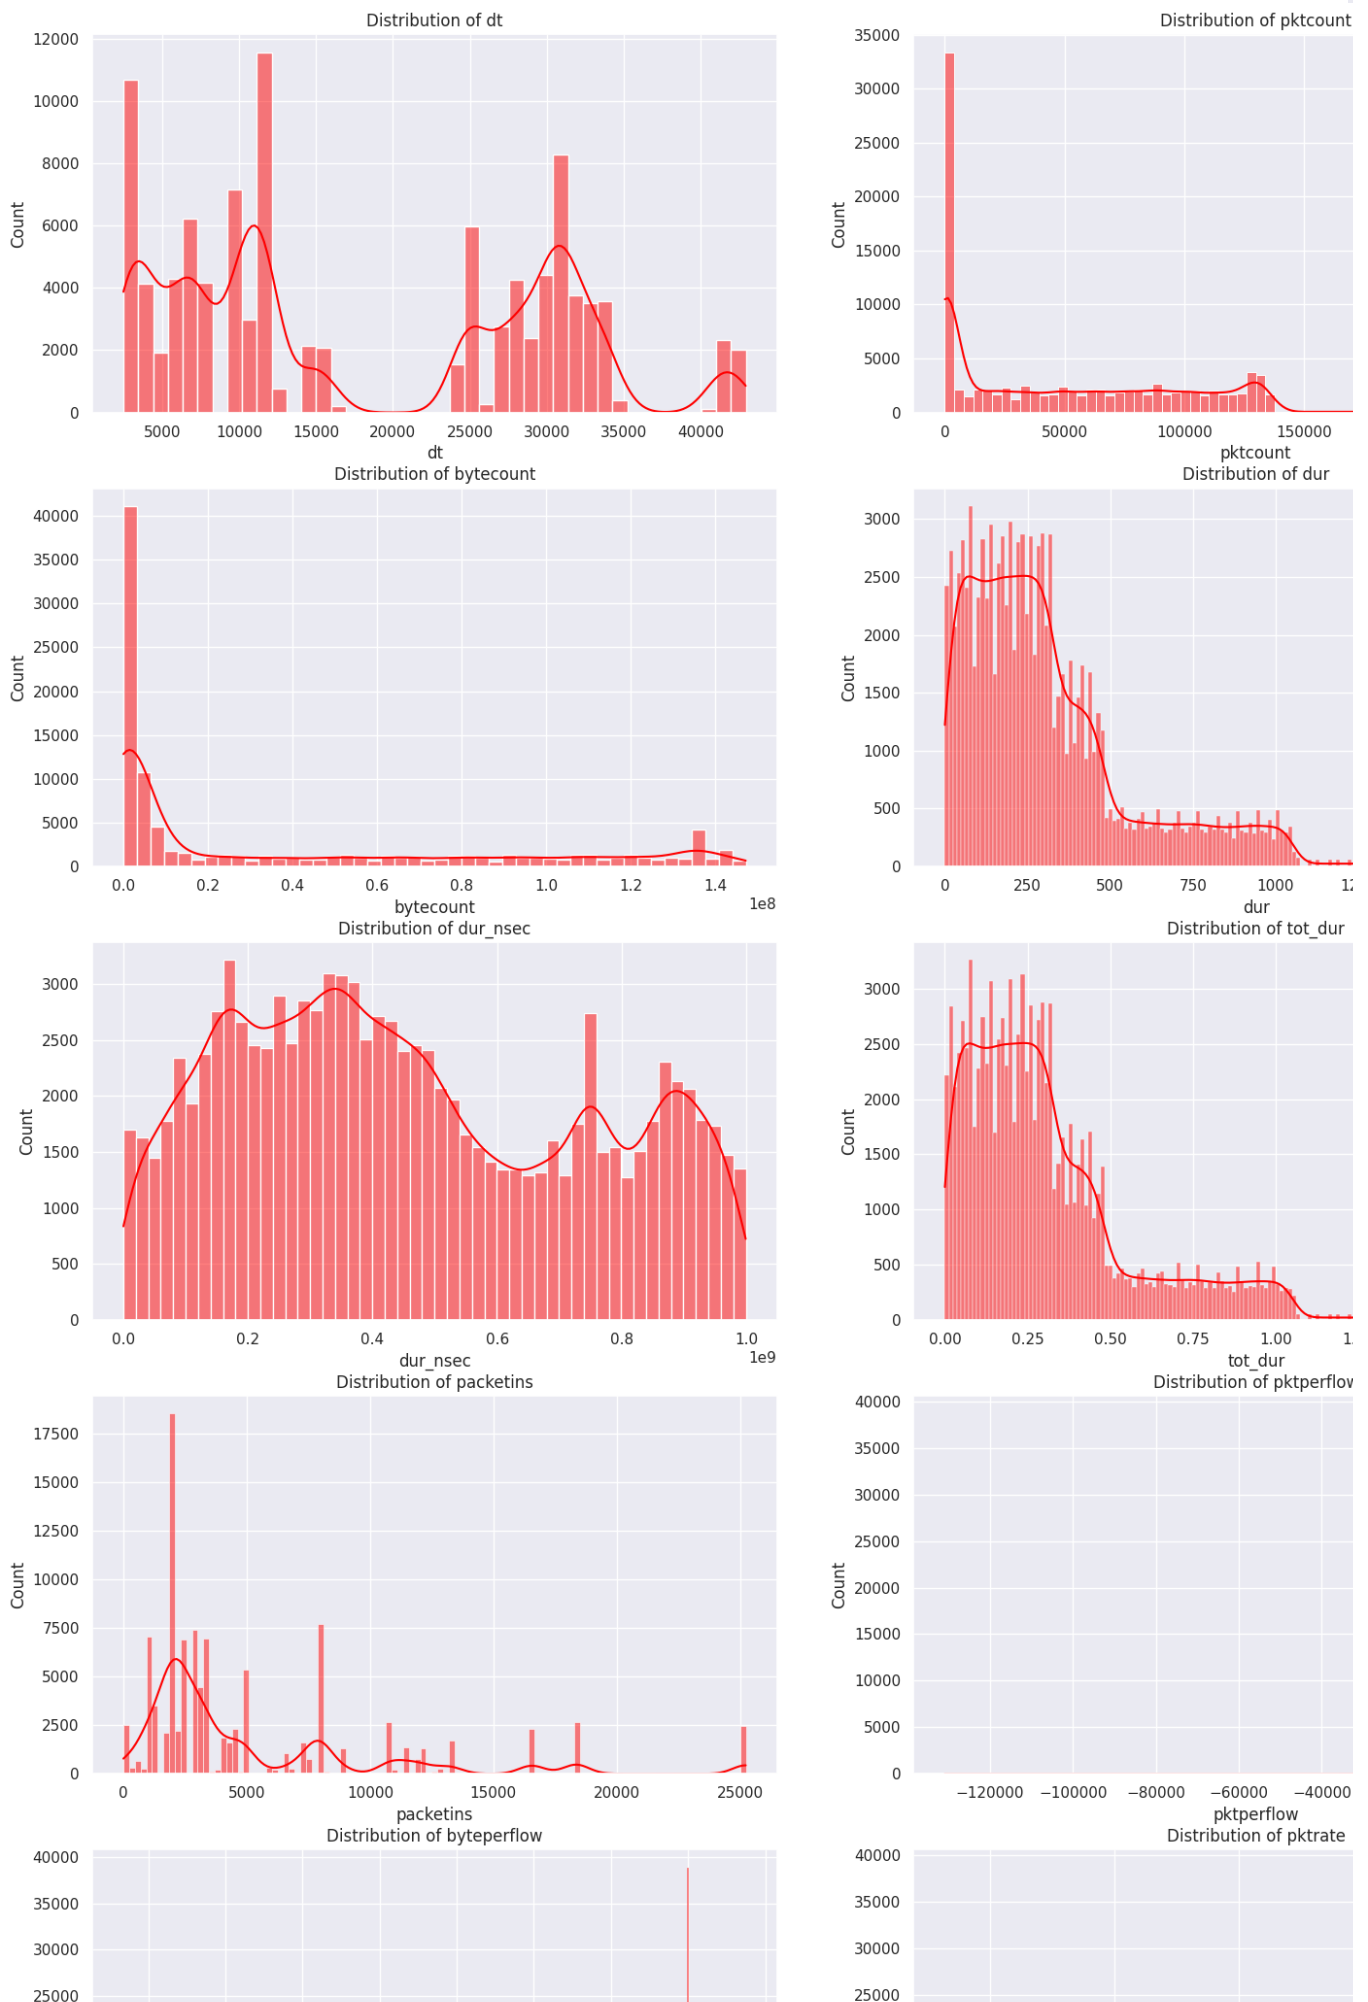 Distribution of dt
12000
10000
8000
6000
4000
2000
0
Count
5000 10000 15000 20000 25000 30000 35000 40000
dt
Distribution of pktcount
35000
30000
25000
20000
15000
10000
5000
0
Count
0 50000 100000 150000
pktcount
Distribution of bytecount
40000
35000
30000
25000
20000
15000
10000
5000
0
Count
0.0 0.2 0.4 0.6 0.8 1.0 1.2 1.4
1e8
bytecount
Distribution of dur
3000
2500
2000
1500
1000
500
0
Count
0 250 500 750 1000 12
dur
Distribution of dur_nsec
3000
2500
2000
1500
1000
500
0
Count
0.0 0.2 0.4 0.6 0.8 1.0
1e9
dur_nsec
Distribution of tot_dur
3000
2500
2000
1500
1000
500
0
Count
0.00 0.25 0.50 0.75 1.00 1.
tot_dur
Distribution of packetins
17500
15000
12500
10000
7500
5000
2500
0
Count
0 5000 10000 15000 20000 25000
packetins
Distribution of pktperflow
40000
35000
30000
25000
20000
15000
10000
5000
0
Count
−120000 −100000 −80000 −60000 −40000
pktperflow
Distribution of byteperflow
40000
35000
30000
25000
Distribution of pktrate
40000
35000
30000
25000